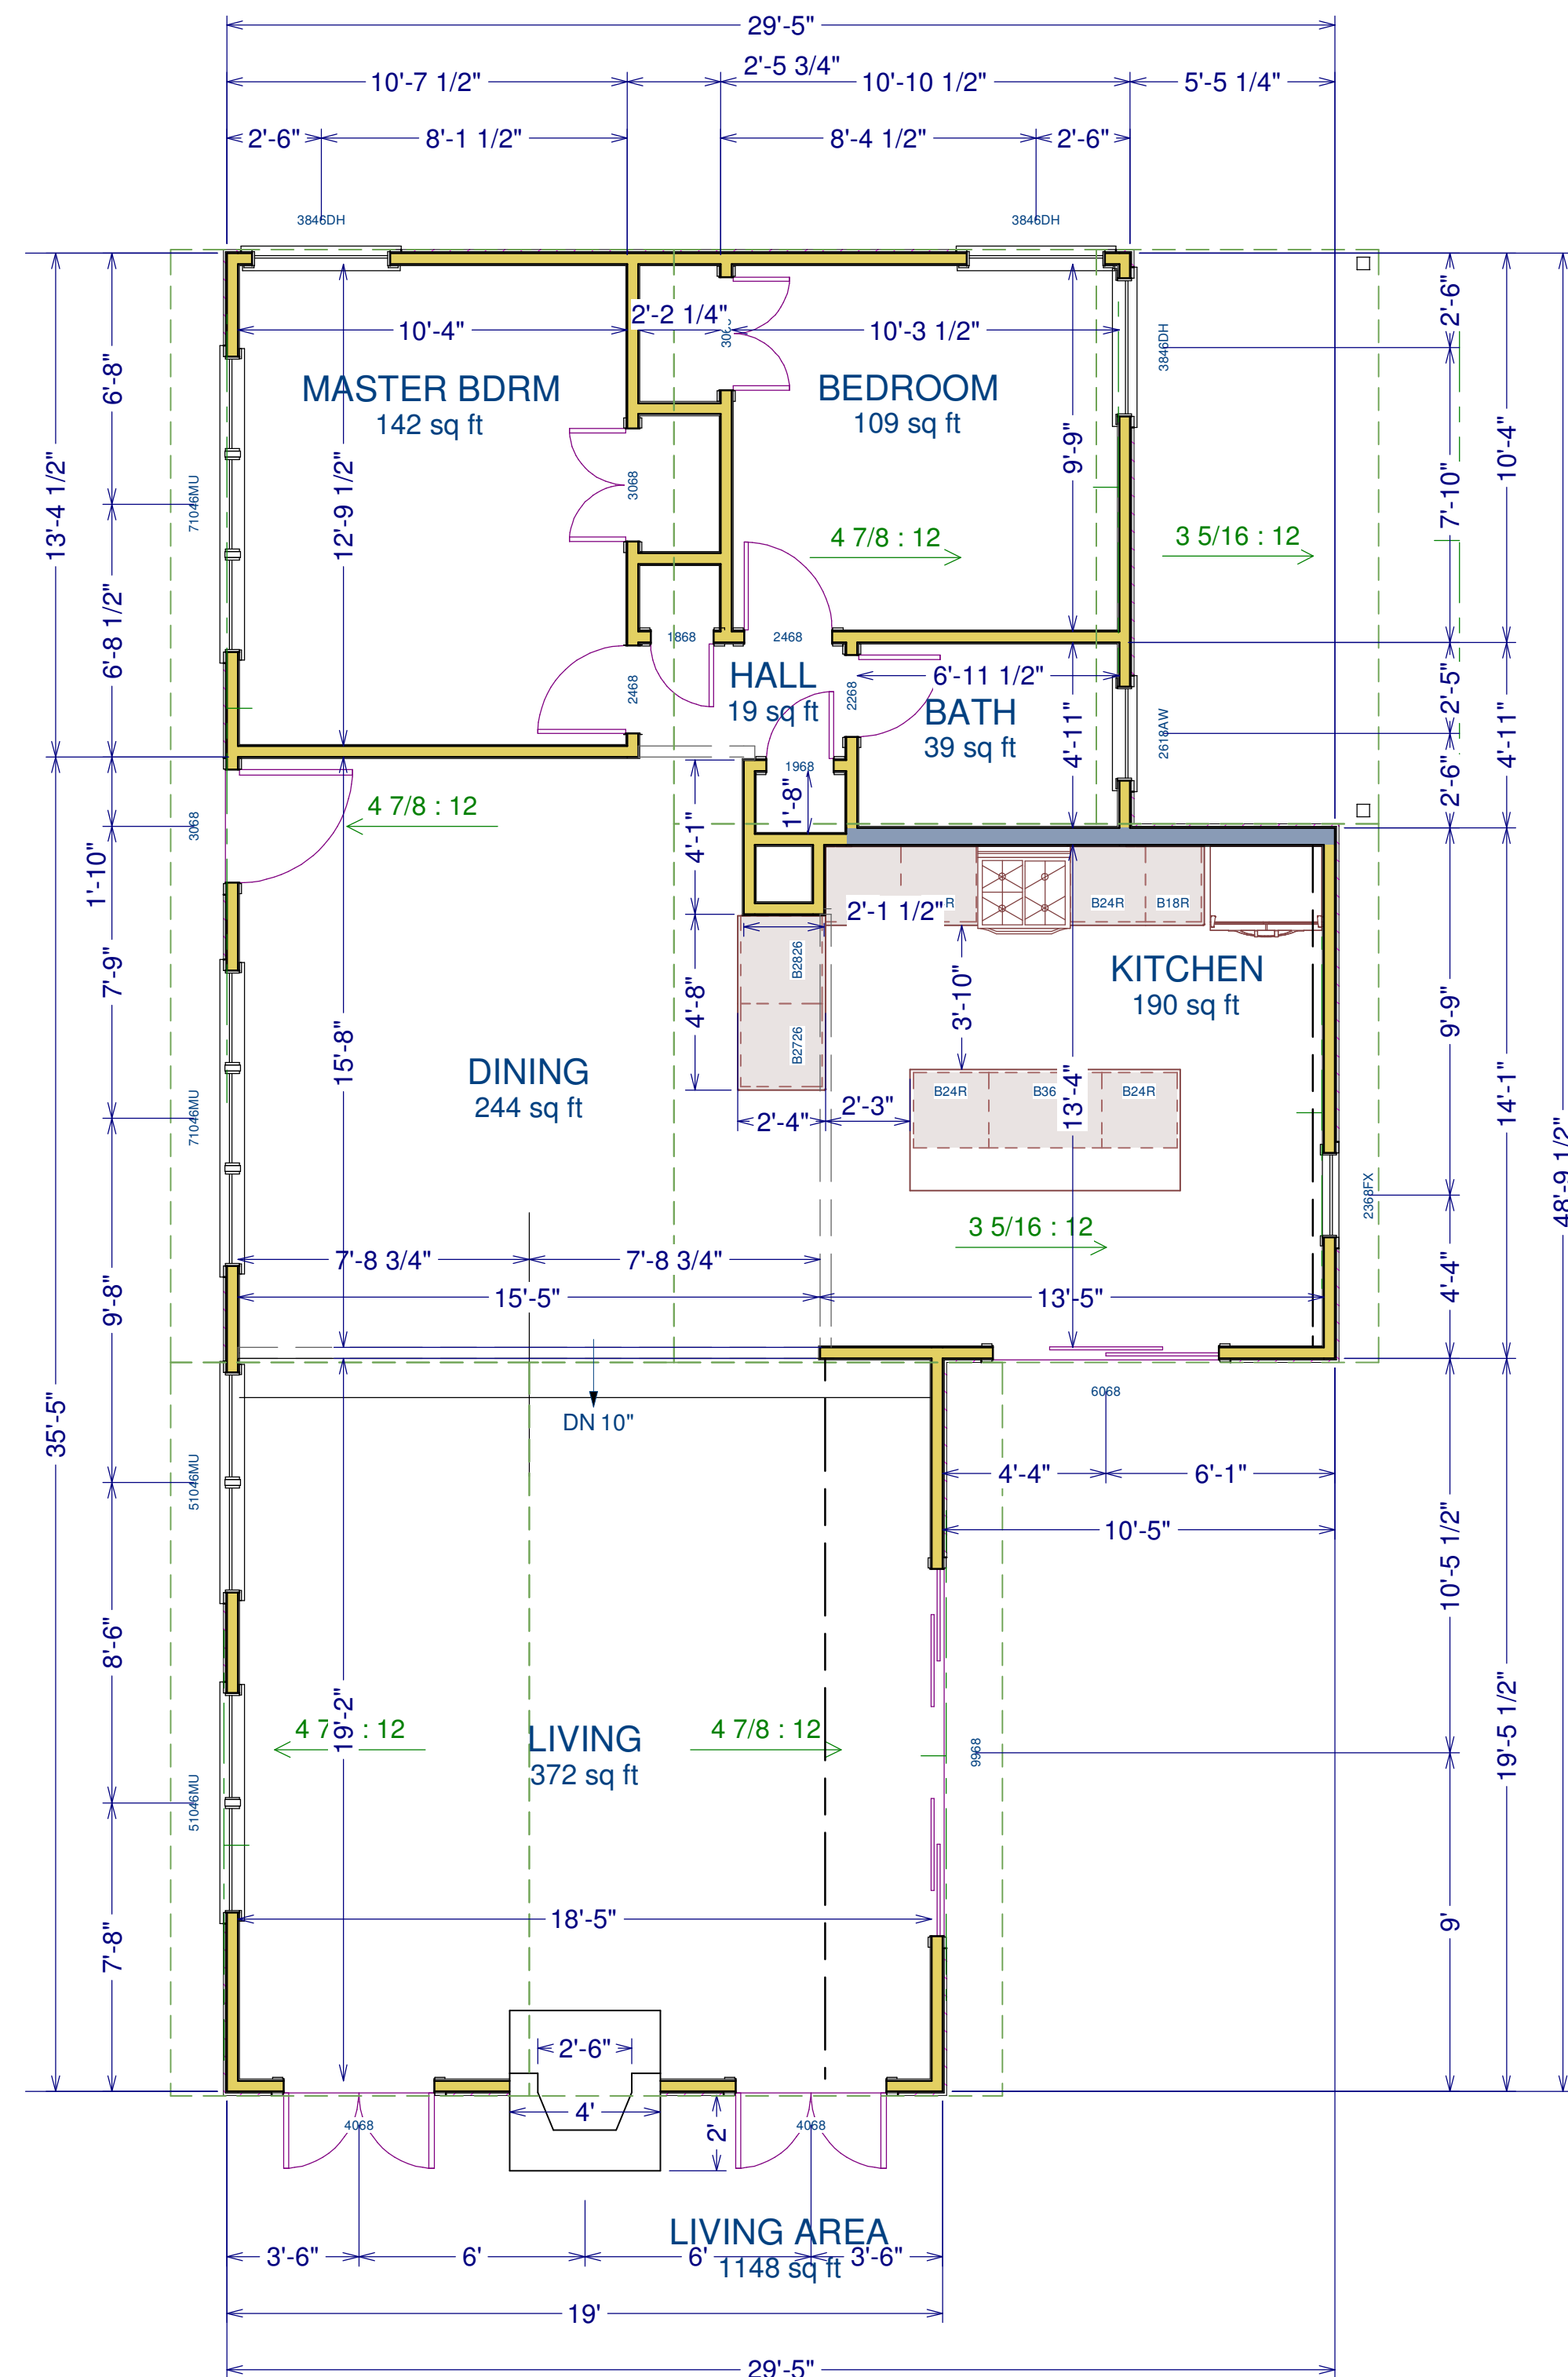 29'-5"
10'-7 1/2"
2'-5 3/4"
10'-10 1/2"
5'-5 1/4"
2'-6"
8'-1 1/2"
8'-4 1/2"
2'-6"
3846DH
3846DH
10'-4"
2'-2 1/4"
10'-3 1/2"
3846DH
2'-6"
6'-8"
MASTER BDRM
142 sq ft
BEDROOM
109 sq ft
13'-4 1/2"
71046MU
12'-9 1/2"
3068
9'-9"
7'-10"
10'-4"
4 7/8 : 12
3 5/16 : 12
6'-8 1/2"
1868
2468
2468
HALL
19 sq ft
2268
6'-11 1/2"
BATH
39 sq ft
4'-11"
2618AW
2'-5"
4'-11"
2'-6"
1968
1'-8"
3068
4 7/8 : 12
4'-1"
1'-10"
2'-1 1/2"
B24R
B18R
7'-9"
B2826
4'-8"
B2726
3'-10"
KITCHEN
190 sq ft
9'-9"
14'-1"
48'-9 1/2"
DINING
244 sq ft
15'-8"
71046MU
B24R
B36
B24R
13'-4"
2'-4"
2'-3"
2368FX
3 5/16 : 12
7'-8 3/4"
7'-8 3/4"
15'-5"
13'-5"
4'-4"
9'-8"
35'-5"
DN 10"
6068
51046MU
4'-4"
6'-1"
10'-5"
10'-5 1/2"
8'-6"
19'-2"
4 7/8 : 12
LIVING
372 sq ft
9968
19'-5 1/2"
51046MU
7'-8"
18'-5"
9'
2'-6"
4'
2'
4068
4068
LIVING AREA
1148 sq ft
3'-6"
6'
6'
3'-6"
19'
29'-5"